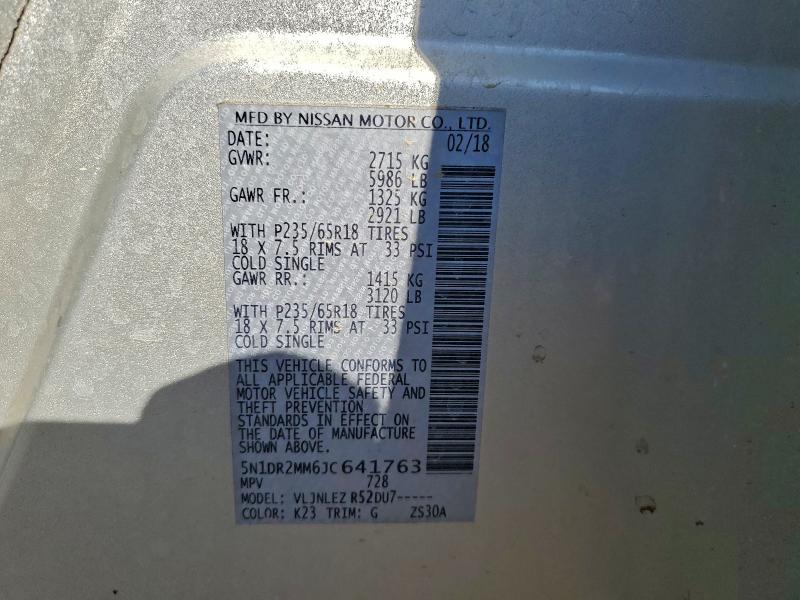 MFD BY NISSAN MOTOR CO., LTD.
DATE: 02/18
GVWR: 2715 KG
5986 LB
GAWR FR.: 1325 KG
2921 LB
WITH P235/65R18 TIRES
18 X 7.5 RIMS AT 33 PSI
COLD SINGLE
GAWR RR.: 1415 KG
3120 LB
WITH P235/65R18 TIRES
18 X 7.5 RIMS AT 33 PSI
COLD SINGLE
THIS VEHICLE CONFORMS TO
ALL APPLICABLE FEDERAL
MOTOR VEHICLE SAFETY AND
THEFT PREVENTION
STANDARDS IN EFFECT ON
THE DATE OF MANUFACTURE
SHOWN ABOVE.
5N1DR2MM6JC641763
MPV 728
MODEL: VLJNLEZ R52DU7-----
COLOR: K23 TRIM: G ZS30A